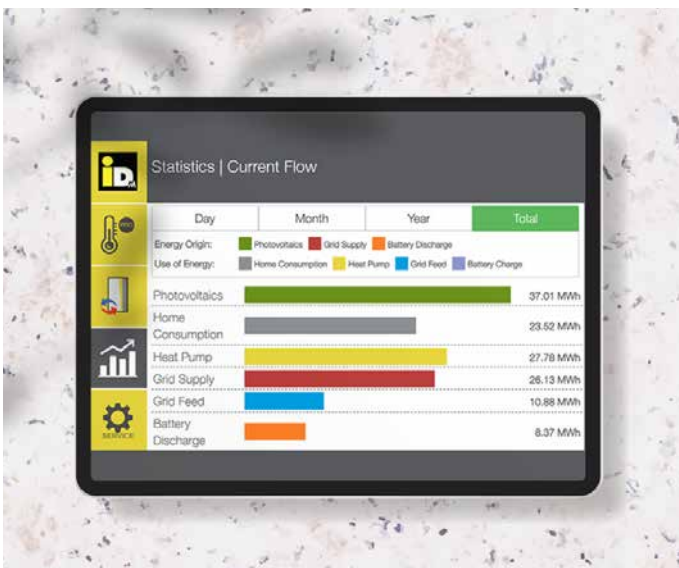 iDM
Statistics | Current Flow
Day Month Year Total
Energy Origin: Photovoltaics Grid Supply Battery Discharge
Use of Energy: Home Consumption Heat Pump Grid Feed Battery Charge
Photovoltaics 37.01 MWh
Home
Consumption 23.52 MWh
Heat Pump 27.78 MWh
Grid Supply 26.13 MWh
Grid Feed 10.88 MWh
Battery
Discharge 8.37 MWh
SERVICE